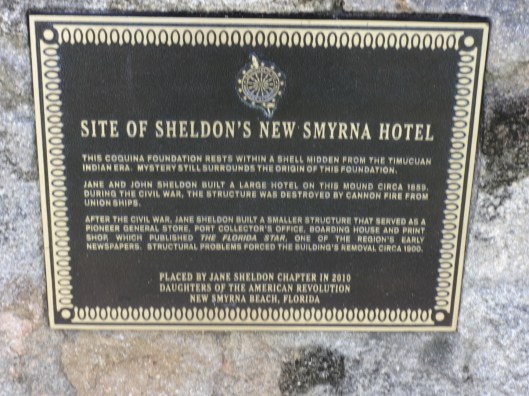 SITE OF SHELDON'S NEW SMYRNA HOTEL
THIS COQUINA FOUNDATION RESTS WITHIN A SHELL MIDDEN FROM THE TIMUCUAN
INDIAN ERA. MYSTERY STILL SURROUNDS THE ORIGIN OF THIS FOUNDATION.
JANE AND JOHN SHELDON BUILT A LARGE HOTEL ON THIS MOUND CIRCA 1859.
DURING THE CIVIL WAR, THE STRUCTURE WAS DESTROYED BY CANNON FIRE FROM
UNION SHIPS.
AFTER THE CIVIL WAR, JANE SHELDON BUILT A SMALLER STRUCTURE THAT SERVED AS A
PIONEER GENERAL STORE, PORT COLLECTOR'S OFFICE, BOARDING HOUSE AND PRINT
SHOP, WHICH PUBLISHED THE FLORIDA STAR, ONE OF THE REGION'S EARLY
NEWSPAPERS. STRUCTURAL PROBLEMS FORCED THE BUILDING'S REMOVAL CIRCA 1900.
PLACED BY JANE SHELDON CHAPTER IN 2010
DAUGHTERS OF THE AMERICAN REVOLUTION
NEW SMYRNA BEACH, FLORIDA